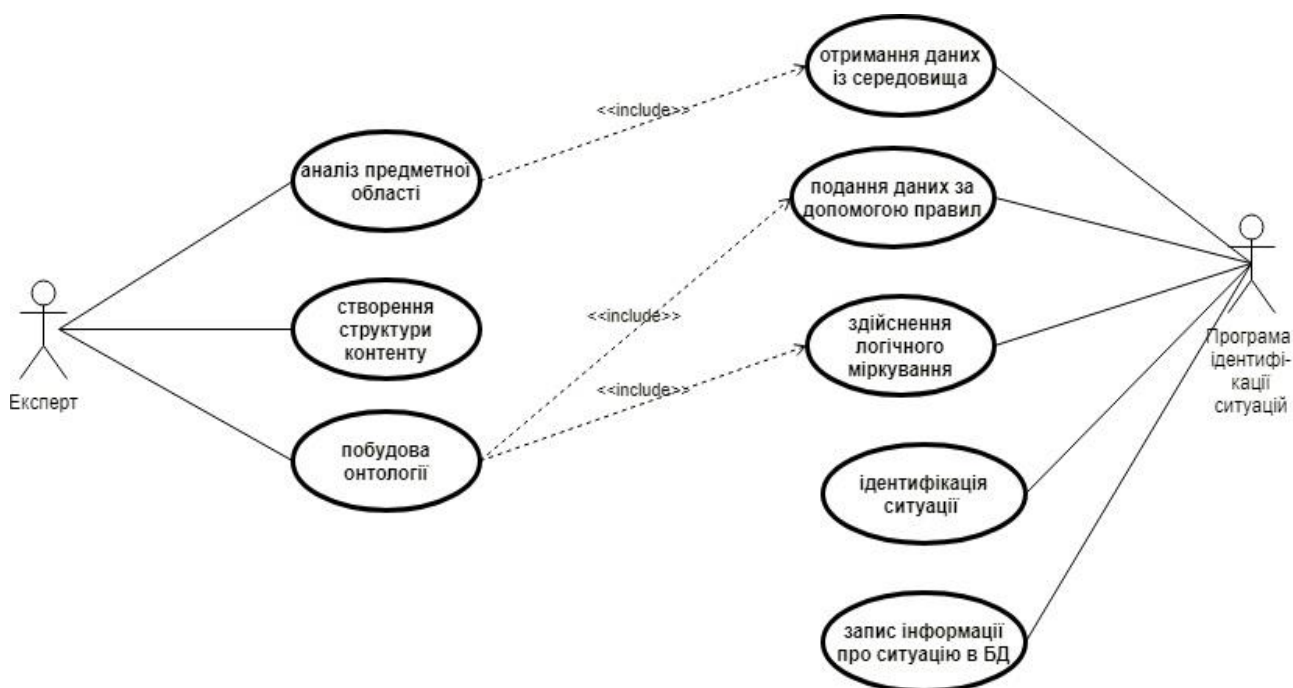 отримання даних
із середовища
<<include>>
аналіз предметної
області
подання даних за
допомогою правил
створення
структури
контенту
<<include>>
здійснення
логічного
міркування
Програма
ідентифі-
кації
ситуацій
<<include>>
Експерт
побудова
онтології
ідентифікація
ситуації
запис інформації
про ситуацію в БД